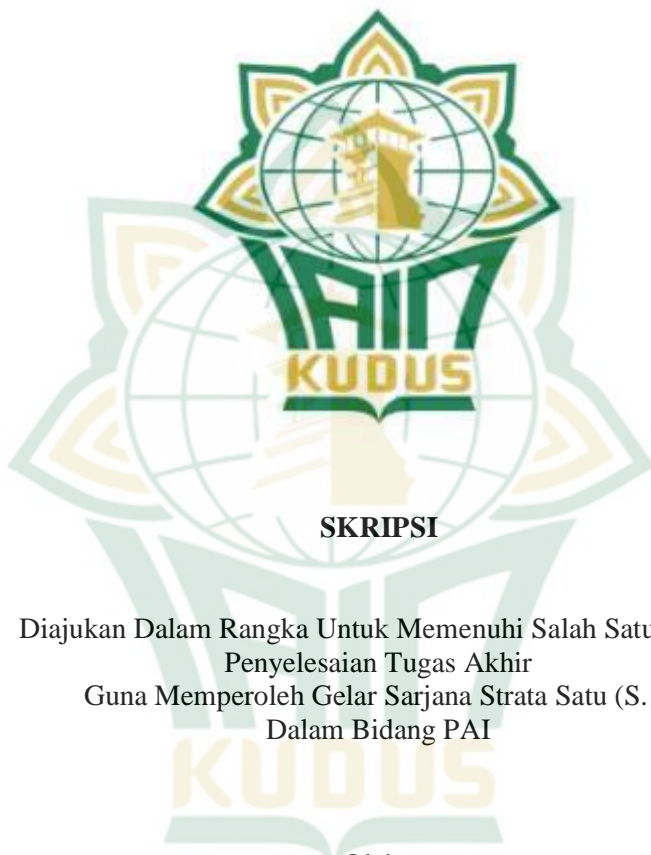 IAIN
KUDUS
SKRIPSI
Diajukan Dalam Rangka Untuk Memenuhi Salah Satu
Penyelesaian Tugas Akhir
Guna Memperoleh Gelar Sarjana Strata Satu (S.
Dalam Bidang PAI
KUDUS